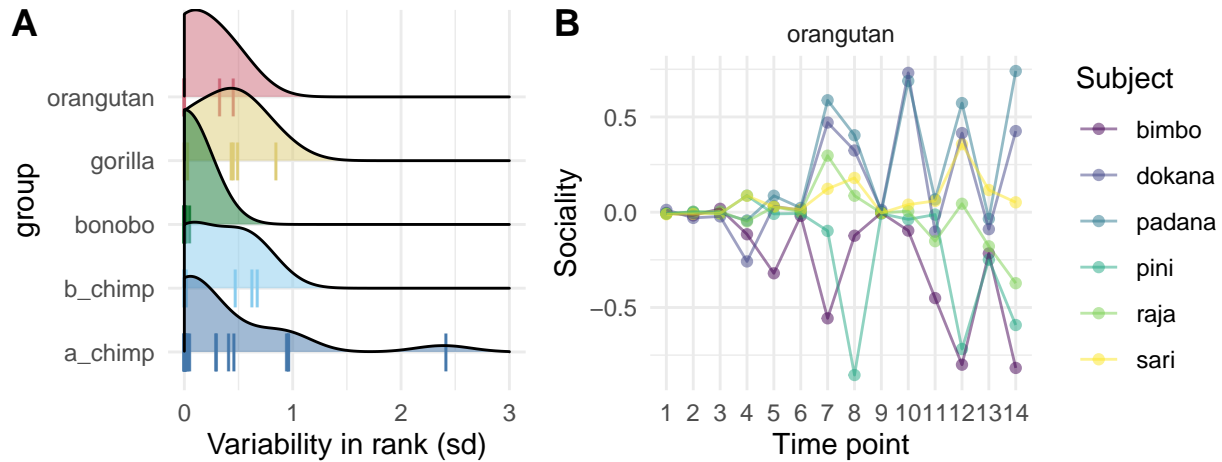 A
group
orangutan
gorilla
bonobo
b_chimp
a_chimp
0 1 2 3
Variability in rank (sd)
B
orangutan
Sociality
0.5
0.0
−0.5
1 2 3 4 5 6 7 8 9 10 11 12 13 14
Time point
Subject
bimbo
dokana
padana
pini
raja
sari